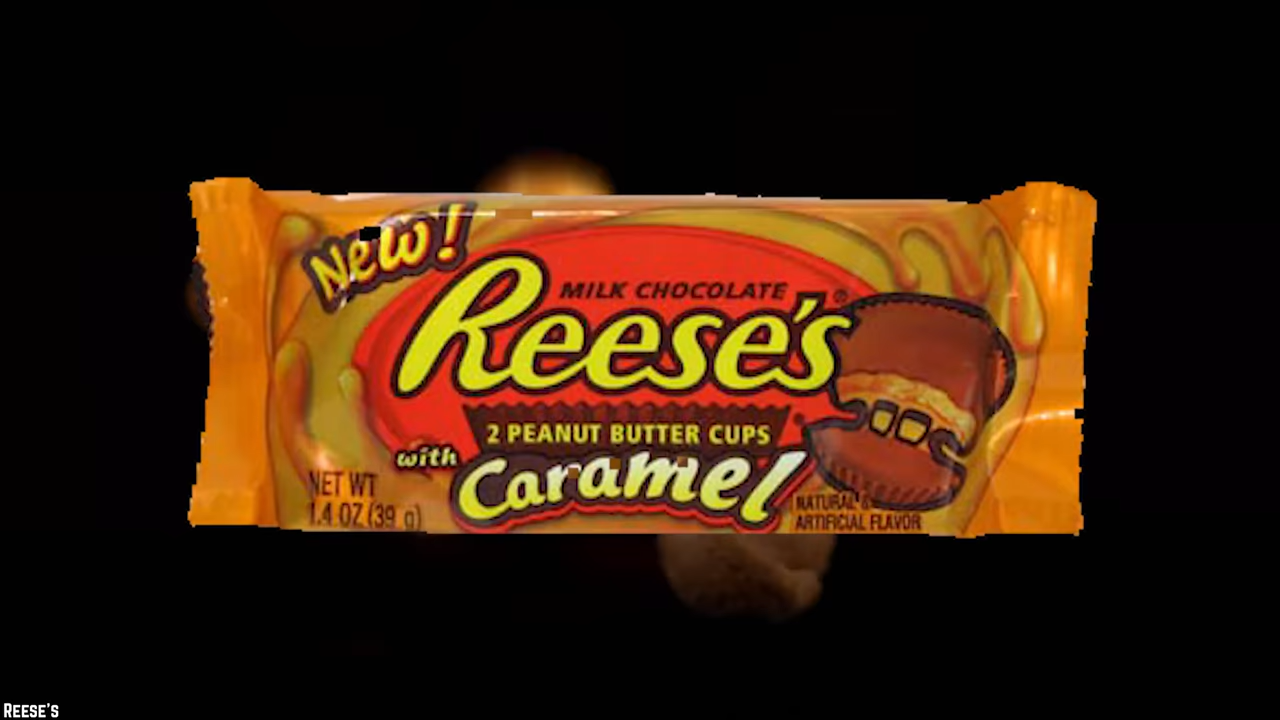 New!
MILK CHOCOLATE
Reese's®
2 PEANUT BUTTER CUPS
with
Caramel
NET WT
1.4 OZ (39 g)
NATURAL &
ARTIFICIAL FLAVOR
REESE'S